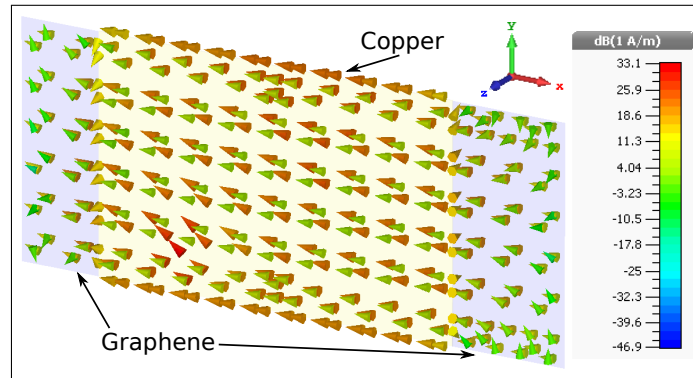 Copper
Y
z
x
dB(1 A/m)
33.1
25.9
18.6
11.3
4.04
-3.23
-10.5
-17.8
-25
-32.3
-39.6
-46.9
Graphene